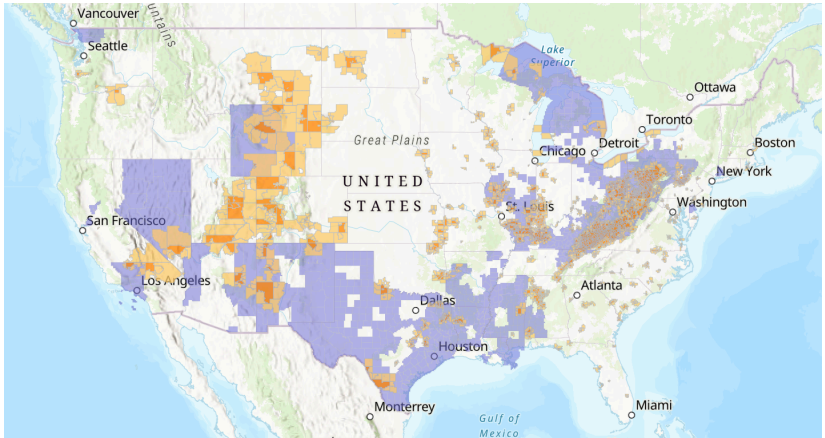 Vancouver
ntains
Seattle
Lake
Superior
Ottawa
Toronto
Great Plains
Chicago
Detroit
Boston
New York
UNITED
STATES
St. Louis
Washington
San Francisco
Los Angeles
Dallas
Atlanta
Houston
Monterrey
Miami
Gulf of
Mexico